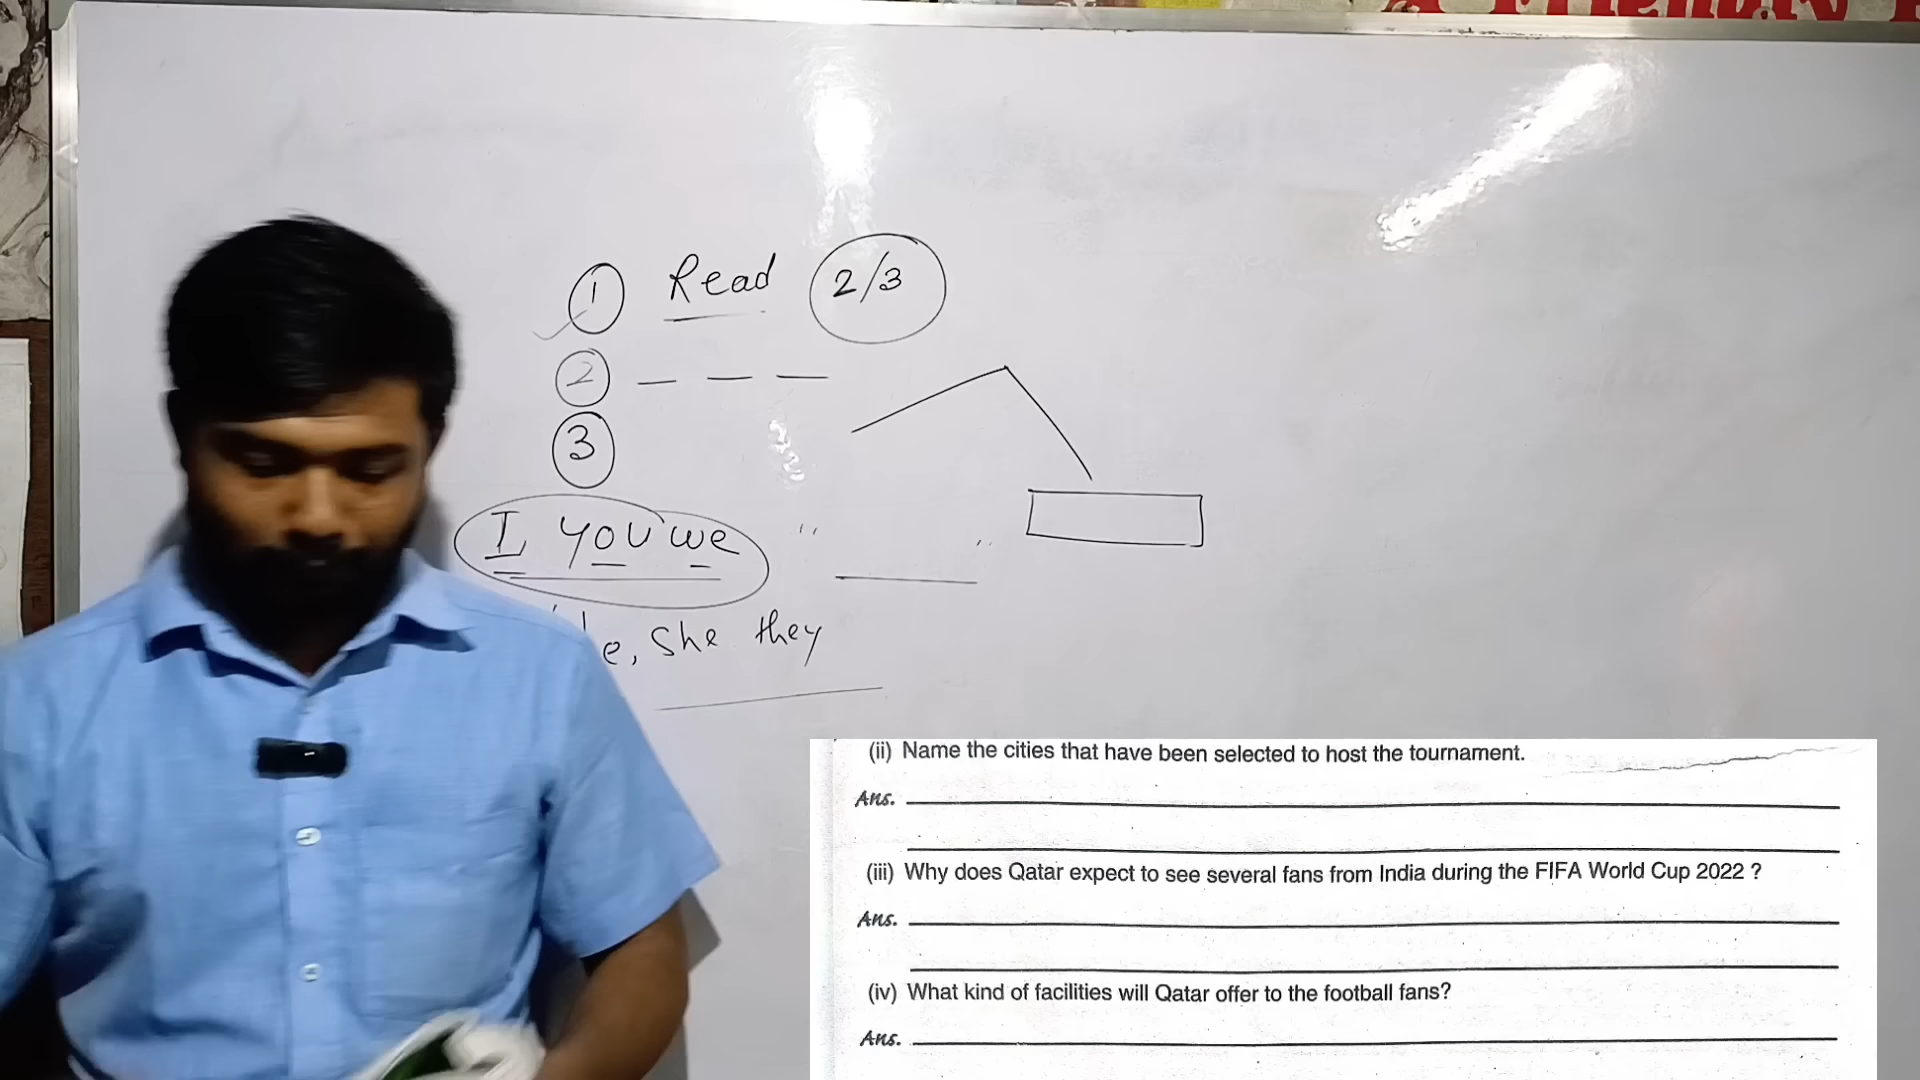 A Friendly
1 Read 2/3
2
3
I, you we " "
e, she they
(ii) Name the cities that have been selected to host the tournament.
Ans.
(iii) Why does Qatar expect to see several fans from India during the FIFA World Cup 2022 ?
Ans.
(iv) What kind of facilities will Qatar offer to the football fans?
Ans.